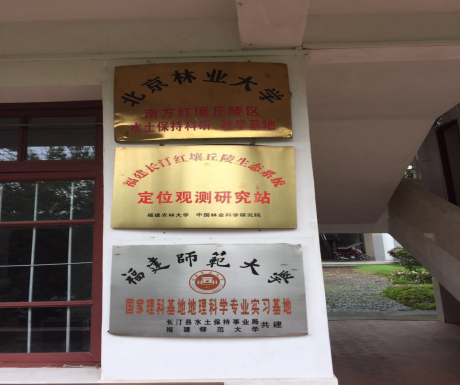 北京林业大学
南方红壤丘陵区
水土保持科研、教学基地
福建长汀红壤丘陵生态系统
定位观测研究站
福建农林大学 中国林业科学研究院
福建师范大学
国家理科基地地理科学专业实习基地
长汀县水土保持事业局
福建师范大学
共建